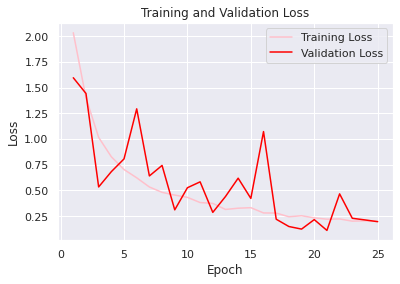 Training and Validation Loss
Training Loss
Validation Loss
2.00
1.75
1.50
1.25
1.00
0.75
0.50
0.25
Loss
0 5 10 15 20 25
Epoch